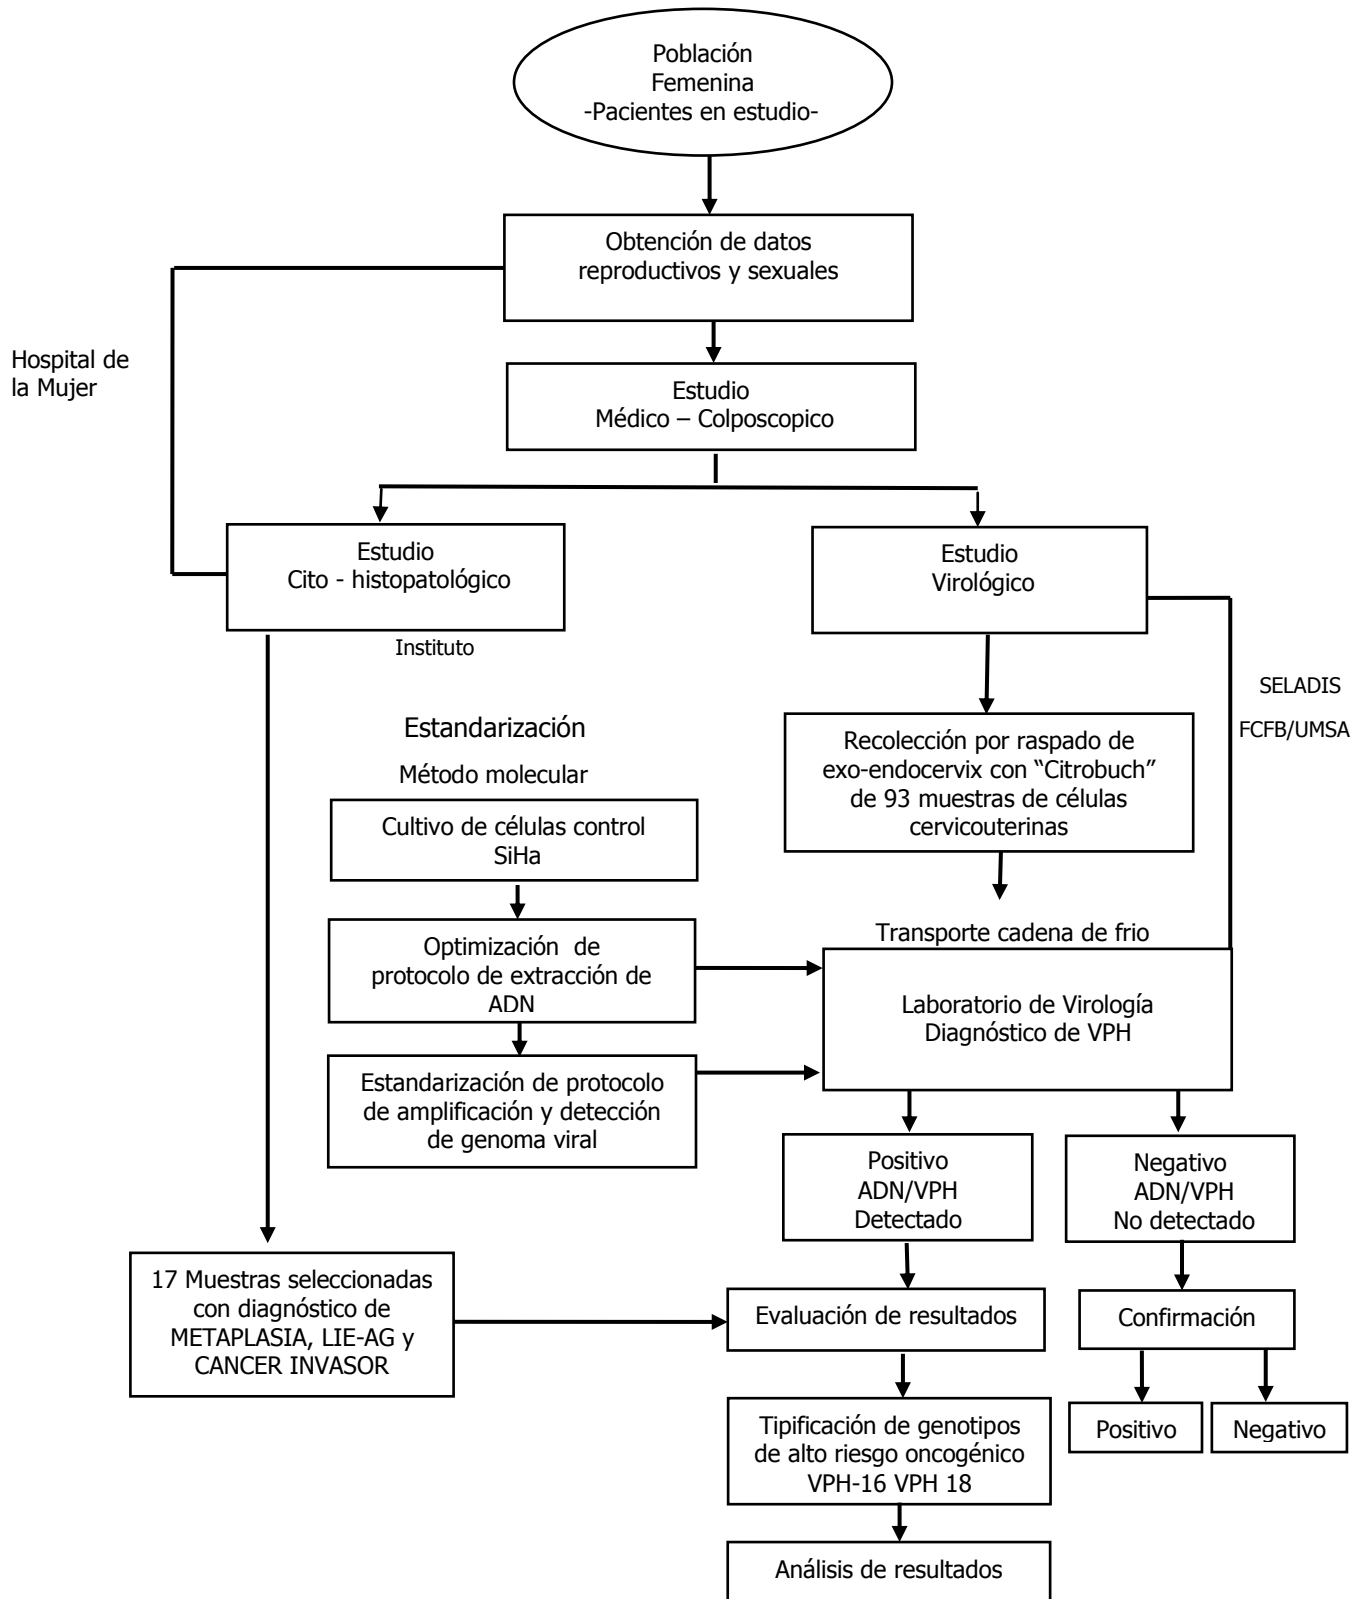 Población
Femenina
-Pacientes en estudio-
Obtención de datos
reproductivos y sexuales
Hospital de
la Mujer
Estudio
Médico – Colposcopico
Estudio
Cito - histopatológico
Instituto
Estudio
Virológico
SELADIS
FCFB/UMSA
Estandarización
Método molecular
Recolección por raspado de
exo-endocervix con “Citrobuch”
de 93 muestras de células
cervicouterinas
Cultivo de células control
SiHa
Transporte cadena de frio
Optimización de
protocolo de extracción de
ADN
Laboratorio de Virología
Diagnóstico de VPH
Estandarización de protocolo
de amplificación y detección
de genoma viral
Positivo
ADN/VPH
Detectado
Negativo
ADN/VPH
No detectado
17 Muestras seleccionadas
con diagnóstico de
METAPLASIA, LIE-AG y
CANCER INVASOR
Evaluación de resultados
Confirmación
Tipificación de genotipos
de alto riesgo oncogénico
VPH-16 VPH 18
Positivo
Negativo
Análisis de resultados